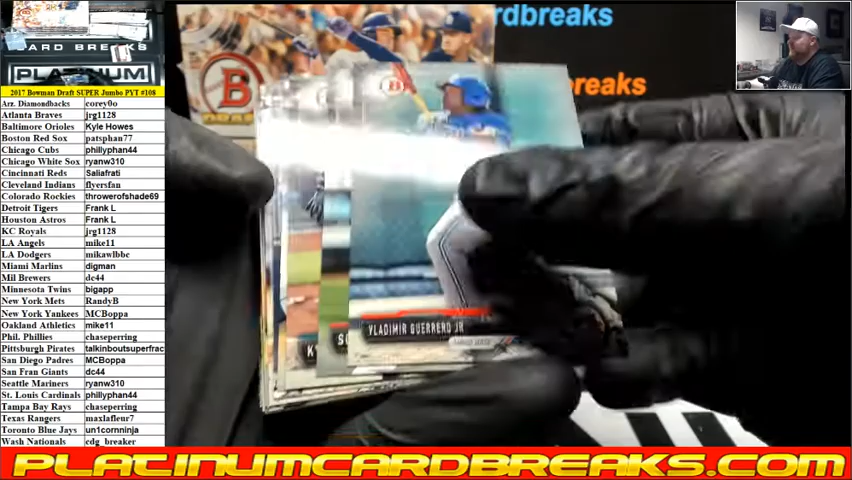 CARD BREAKS
PLATINUM
2017 Bowman Draft SUPER Jumbo PYT #108
Arz. Diamondbacks corey0o
Atlanta Braves jrg1128
Baltimore Orioles Kyle Howes
Boston Red Sox patsphan77
Chicago Cubs phillyphan44
Chicago White Sox ryanw310
Cincinnati Reds Saliafrati
Cleveland Indians flyersfan
Colorado Rockies throwerofshade69
Detroit Tigers Frank L
Houston Astros Frank L
KC Royals jrg1128
LA Angels mike11
LA Dodgers mikawlbbc
Miami Marlins digman
Mil Brewers dc44
Minnesota Twins bigapp
New York Mets RandyB
New York Yankees MCBoppa
Oakland Athletics mike11
Phil. Phillies chaseperring
Pittsburgh Pirates talkinboutsuperfrac
San Diego Padres MCBoppa
San Fran Giants dc44
Seattle Mariners ryanw310
St. Louis Cardinals phillyphan44
Tampa Bay Rays chaseperring
Texas Rangers maxlafleur7
Toronto Blue Jays un1cornninja
Wash Nationals cdg_breaker
rdbreaks
reaks
B
VLADIMIR GUERRERO JR
PLATINUMCARDBREAKS.COM